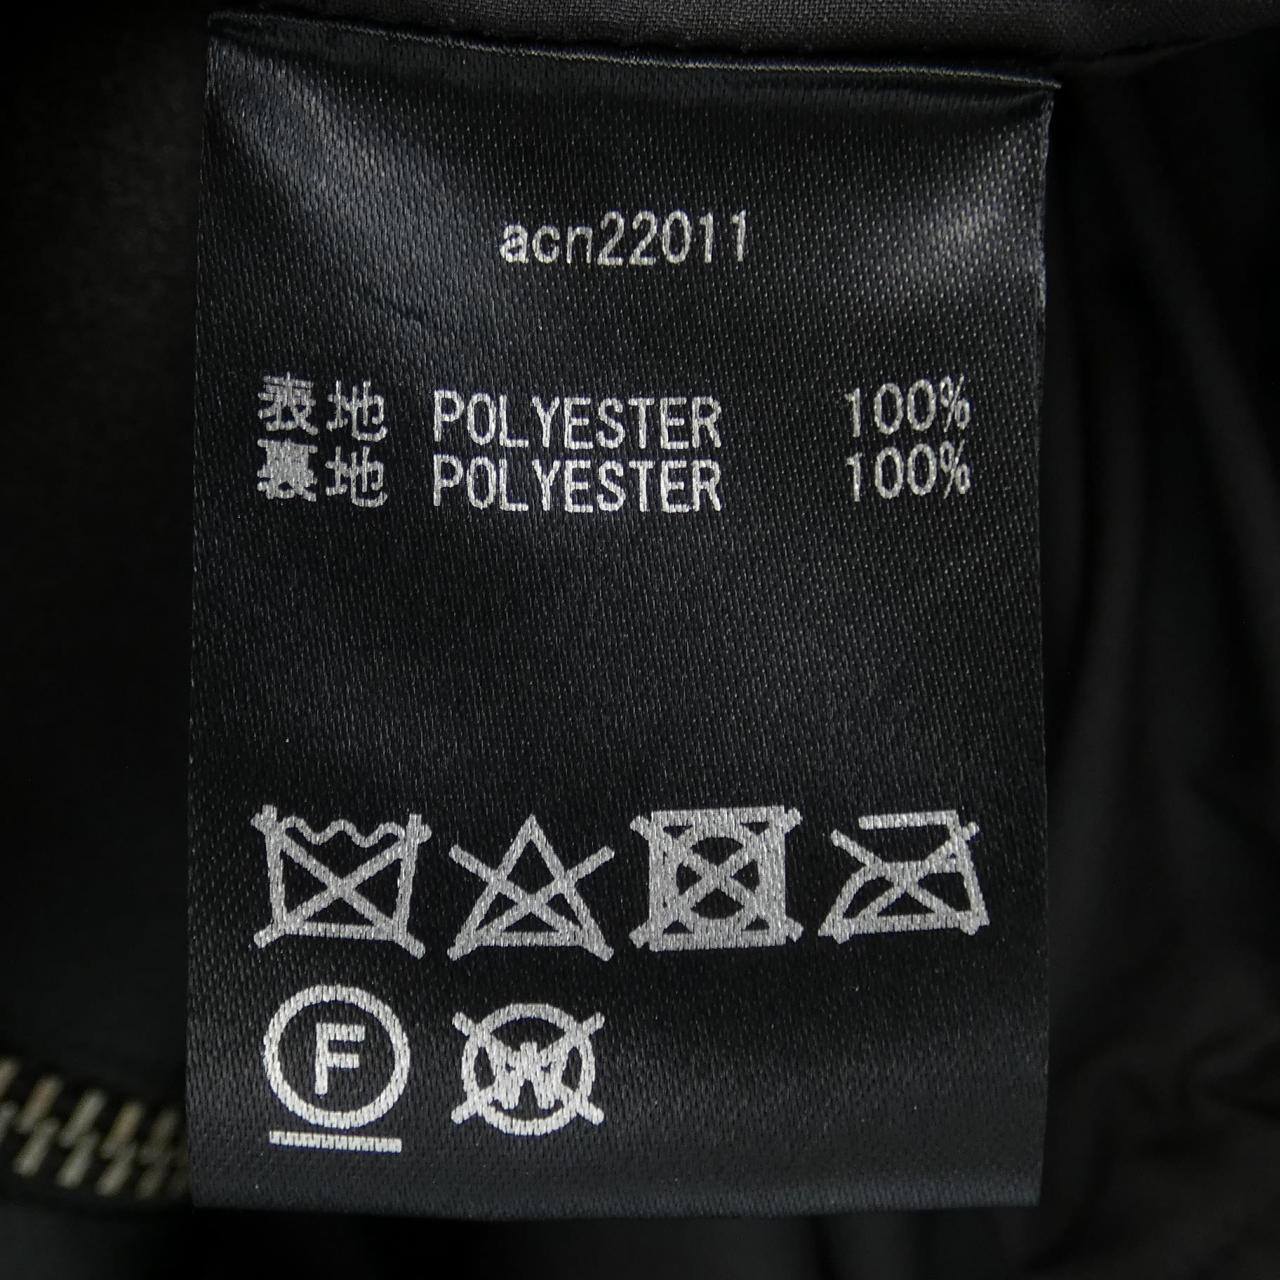 acn22011
表地 POLYESTER 100%
裏地 POLYESTER 100%
F W